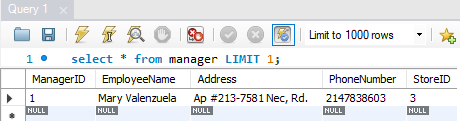 Query 1
Limit to 1000 rows
1 select * from manager LIMIT 1;
ManagerID EmployeeName Address PhoneNumber StoreID
1 Mary Valenzuela Ap #213-7581 Nec, Rd. 2147838603 3
NULL NULL NULL NULL NULL